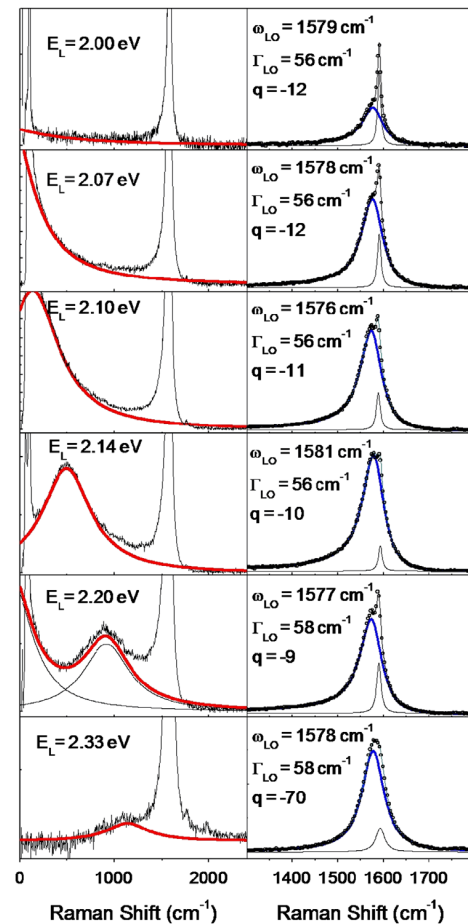 E_L = 2.00 eV
ω_LO = 1579 cm⁻¹
Γ_LO = 56 cm⁻¹
q = -12
E_L = 2.07 eV
ω_LO = 1578 cm⁻¹
Γ_LO = 56 cm⁻¹
q = -12
E_L = 2.10 eV
ω_LO = 1576 cm⁻¹
Γ_LO = 56 cm⁻¹
q = -11
E_L = 2.14 eV
ω_LO = 1581 cm⁻¹
Γ_LO = 56 cm⁻¹
q = -10
E_L = 2.20 eV
ω_LO = 1577 cm⁻¹
Γ_LO = 58 cm⁻¹
q = -9
E_L = 2.33 eV
ω_LO = 1578 cm⁻¹
Γ_LO = 58 cm⁻¹
q = -70
0 1000 2000 1400 1500 1600 1700
Raman Shift (cm⁻¹) Raman Shift (cm⁻¹)